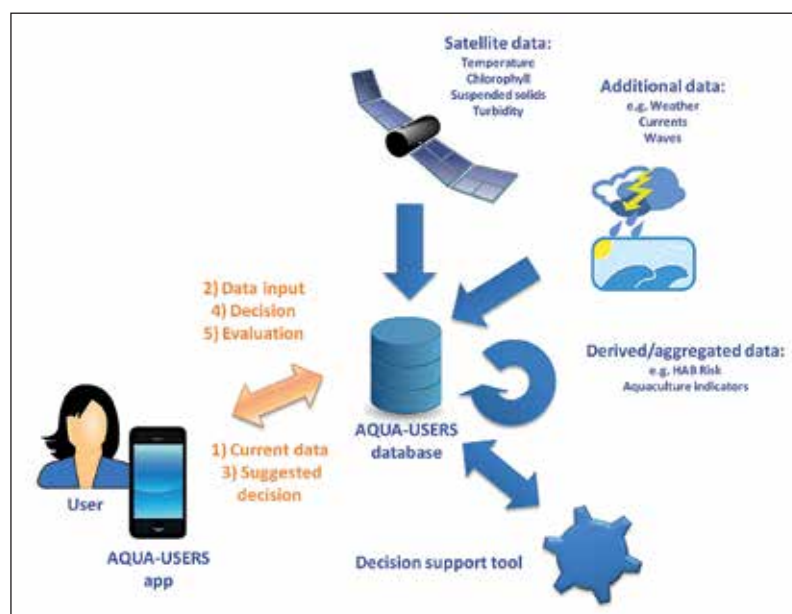 Satellite data:
Temperature
Chlorophyll
Suspended solids
Turbidity
Additional data:
e.g. Weather
Currents
Waves
2) Data input
4) Decision
5) Evaluation
Derived/aggregated data:
e.g. HAB Risk
Aquaculture indicators
AQUA-USERS
database
1) Current data
3) Suggested
decision
User
AQUA-USERS
app
Decision support tool